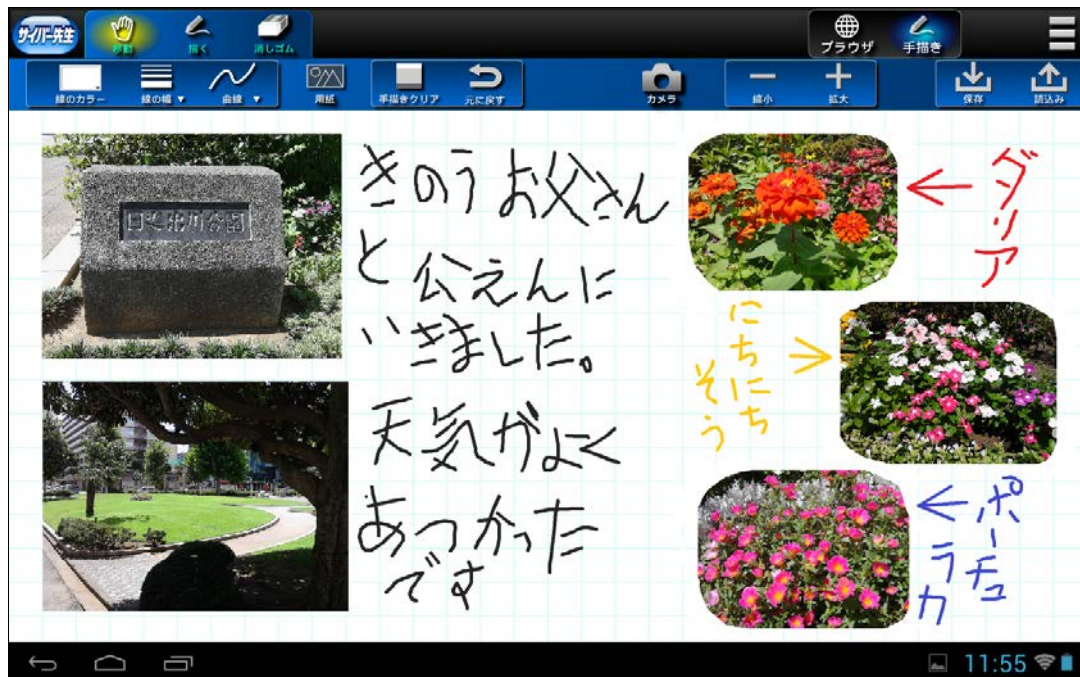 サイバー先生
移動
描く
消しゴム
ブラウザ
手描き
線のカラー
線の幅 ▼
曲線 ▼
用紙
手描きクリア
元に戻す
カメラ
縮小
拡大
保存
読込み
きのうお父さん
と公えんに
いきました。
天気がよく
あつかった
です
ダリア
にちにち
そう
ポーチュ
ラカ
11:55